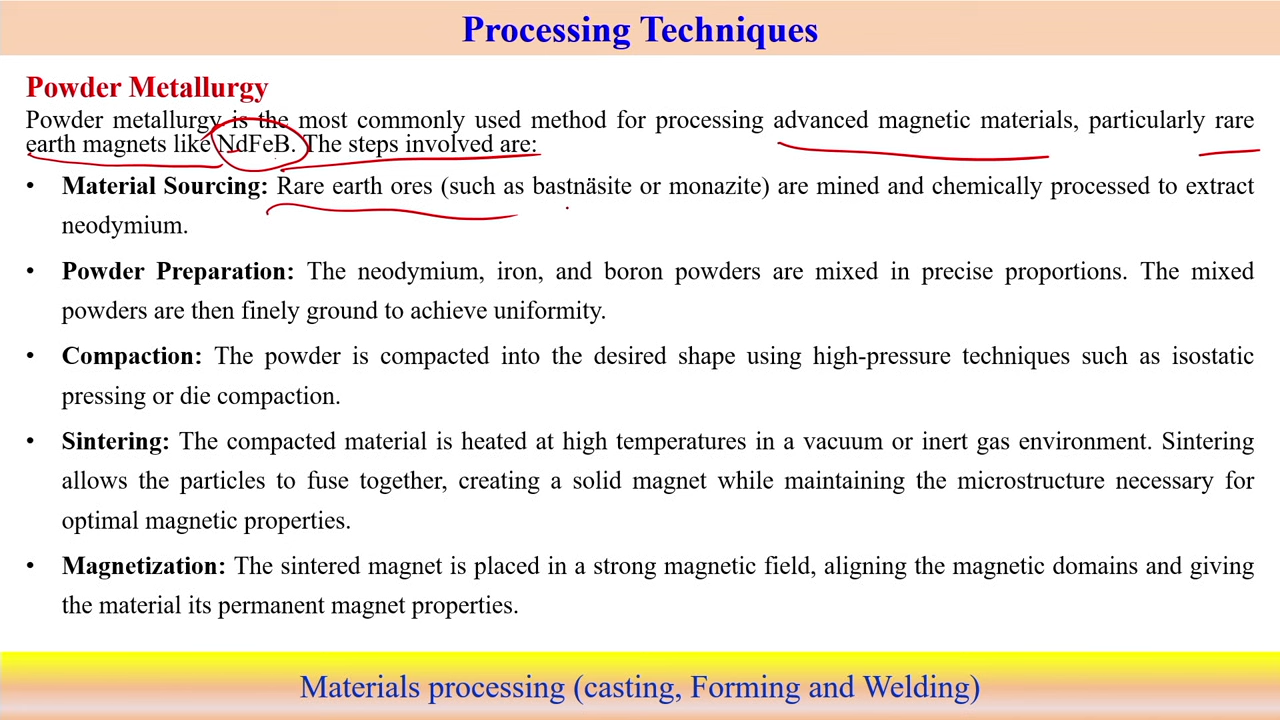 Processing Techniques
Powder Metallurgy
Powder metallurgy is the most commonly used method for processing advanced magnetic materials, particularly rare
earth magnets like NdFeB. The steps involved are:
• Material Sourcing: Rare earth ores (such as bastnäsite or monazite) are mined and chemically processed to extract
neodymium.
• Powder Preparation: The neodymium, iron, and boron powders are mixed in precise proportions. The mixed
powders are then finely ground to achieve uniformity.
• Compaction: The powder is compacted into the desired shape using high-pressure techniques such as isostatic
pressing or die compaction.
• Sintering: The compacted material is heated at high temperatures in a vacuum or inert gas environment. Sintering
allows the particles to fuse together, creating a solid magnet while maintaining the microstructure necessary for
optimal magnetic properties.
• Magnetization: The sintered magnet is placed in a strong magnetic field, aligning the magnetic domains and giving
the material its permanent magnet properties.
Materials processing (casting, Forming and Welding)